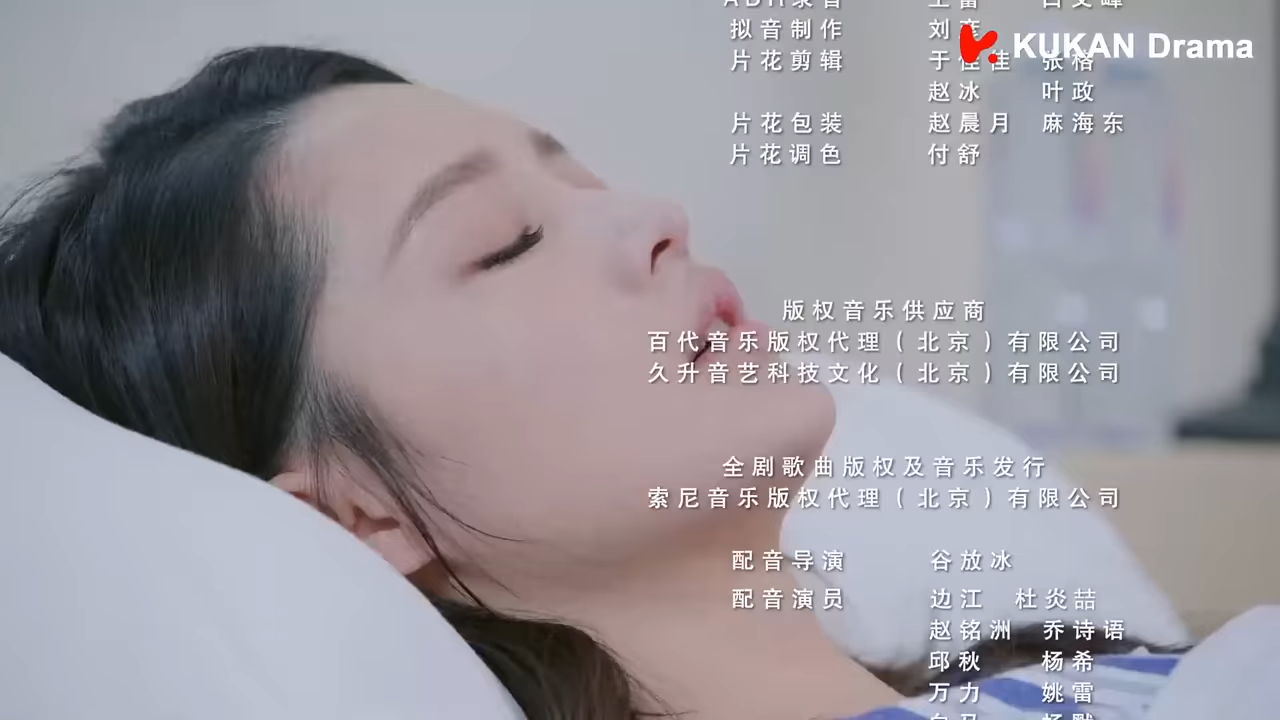 拟音制作 刘彦
KUKAN Drama
片花剪辑 于佳佳 张榕
赵冰 叶政
片花包装 赵晨月 麻海东
片花调色 付舒
版权音乐供应商
百代音乐版权代理（北京）有限公司
久升音艺科技文化（北京）有限公司
全剧歌曲版权及音乐发行
索尼音乐版权代理（北京）有限公司
配音导演 谷放冰
配音演员 边江 杜炎喆
赵铭洲 乔诗语
邱秋 杨希
万力 姚雷